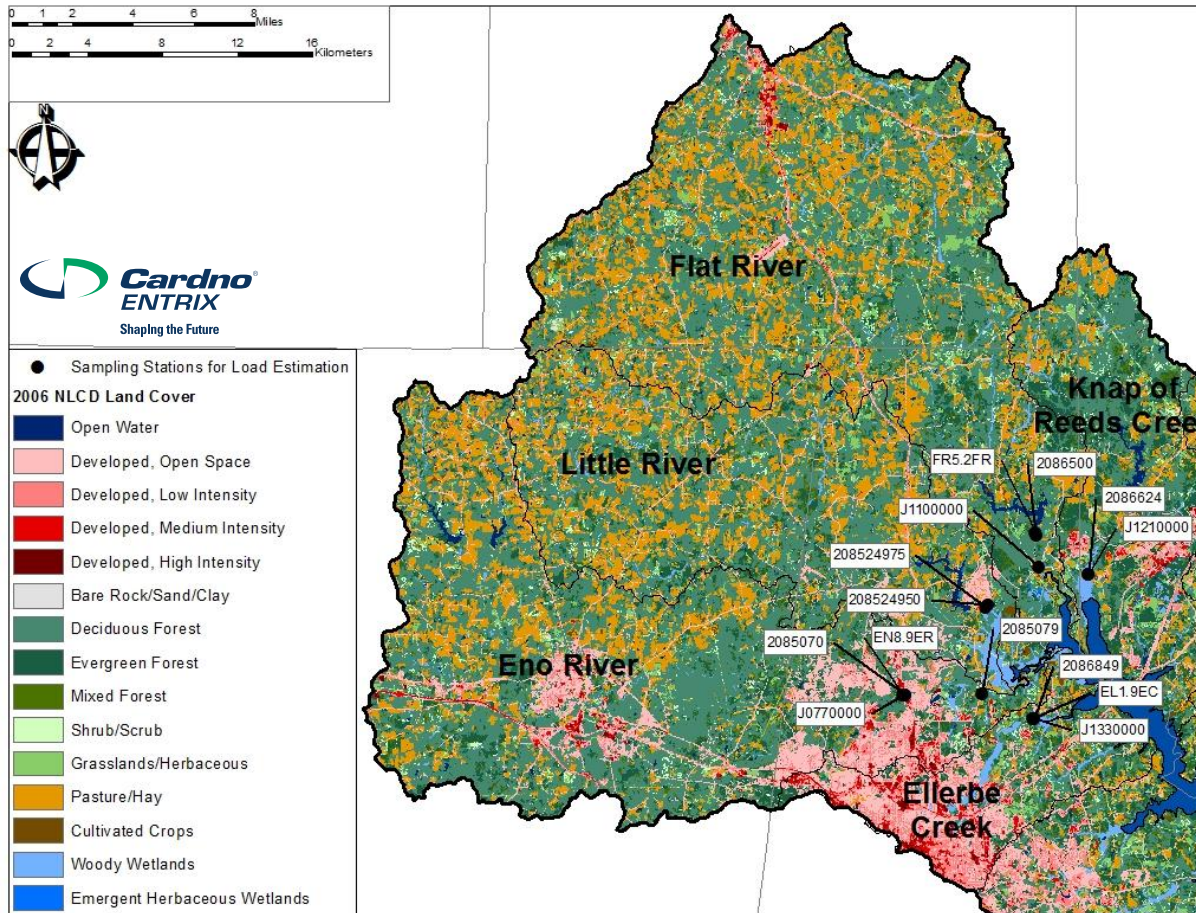 0 1 2 4 6 8
Miles
0 2 4 8 12 16
Kilometers
N
Cardno®
ENTRIX
Shaping the Future
Sampling Stations for Load Estimation
2006 NLCD Land Cover
Open Water
Developed, Open Space
Developed, Low Intensity
Developed, Medium Intensity
Developed, High Intensity
Bare Rock/Sand/Clay
Deciduous Forest
Evergreen Forest
Mixed Forest
Shrub/Scrub
Grasslands/Herbaceous
Pasture/Hay
Cultivated Crops
Woody Wetlands
Emergent Herbaceous Wetlands
Flat River
Knap of
Reeds Cree
Little River
FR5.2FR
2086500
J1100000
2086624
J1210000
208524975
208524950
2085079
2085070
EN8.9ER
Eno River
2086849
EL1.9EC
J0770000
J1330000
Ellerbe
Creek